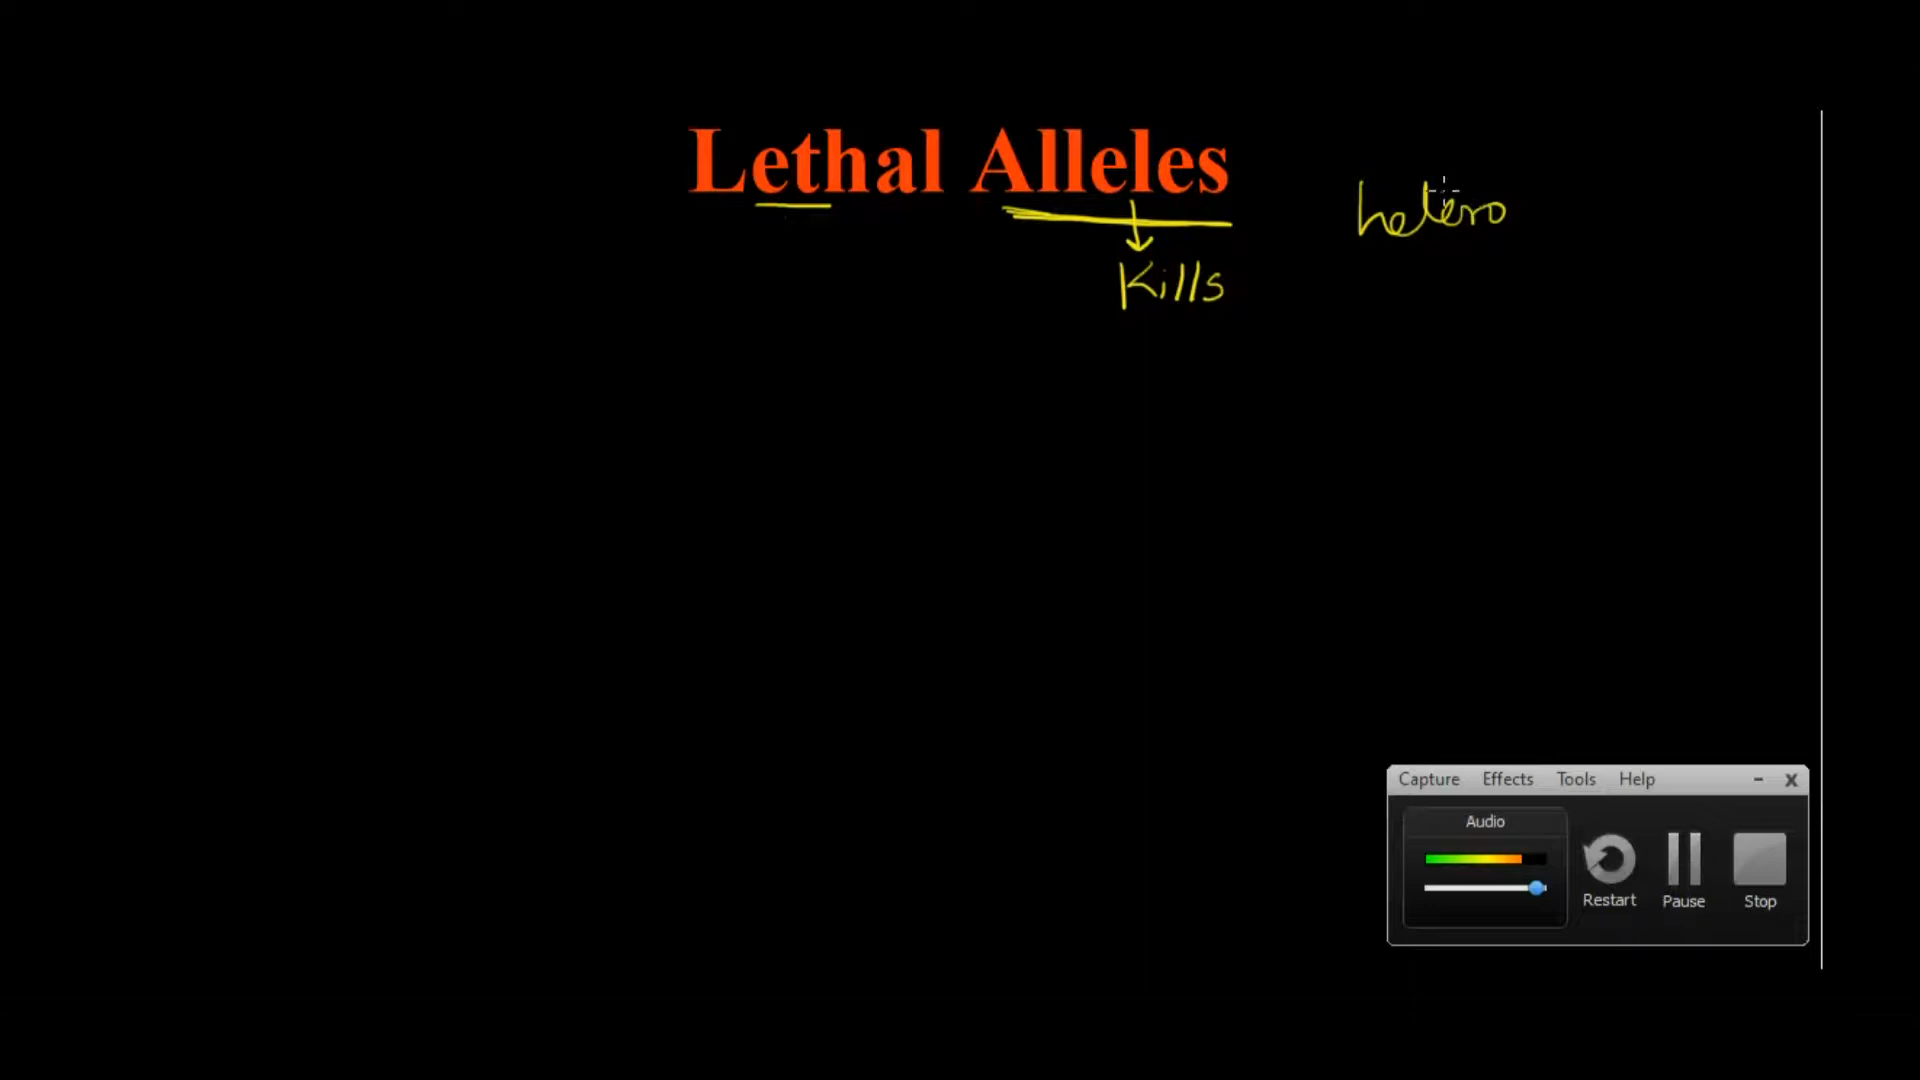 Lethal Alleles
hetero
Kills
Capture Effects Tools Help - x
Audio
Restart Pause Stop